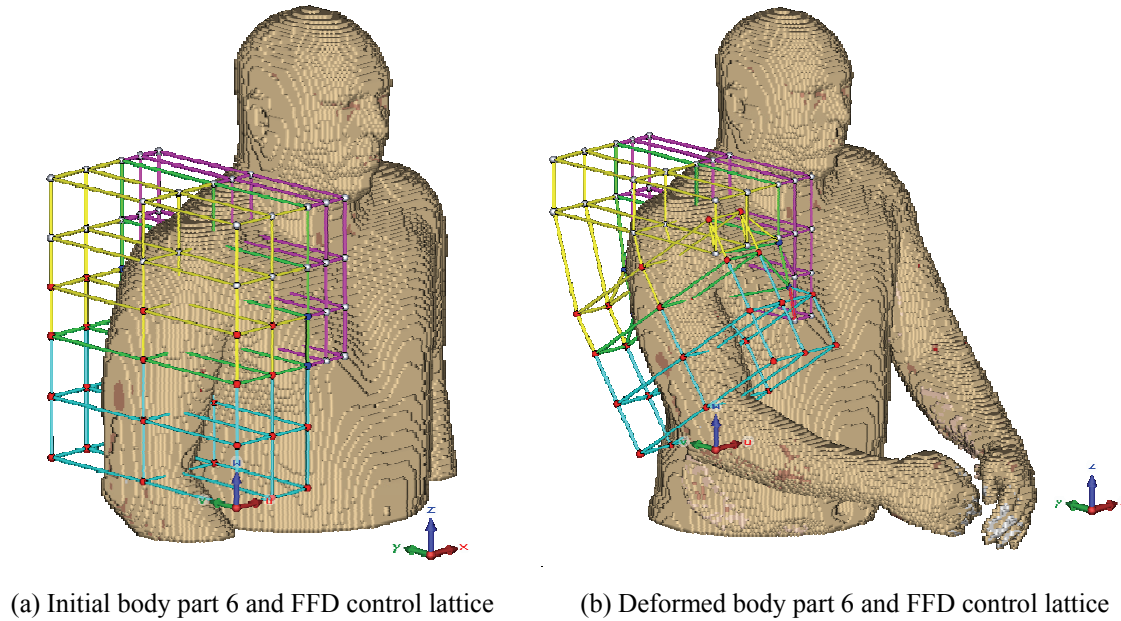 w
v u
z
y x
w
v u
z
y
(a) Initial body part 6 and FFD control lattice
(b) Deformed body part 6 and FFD control lattice